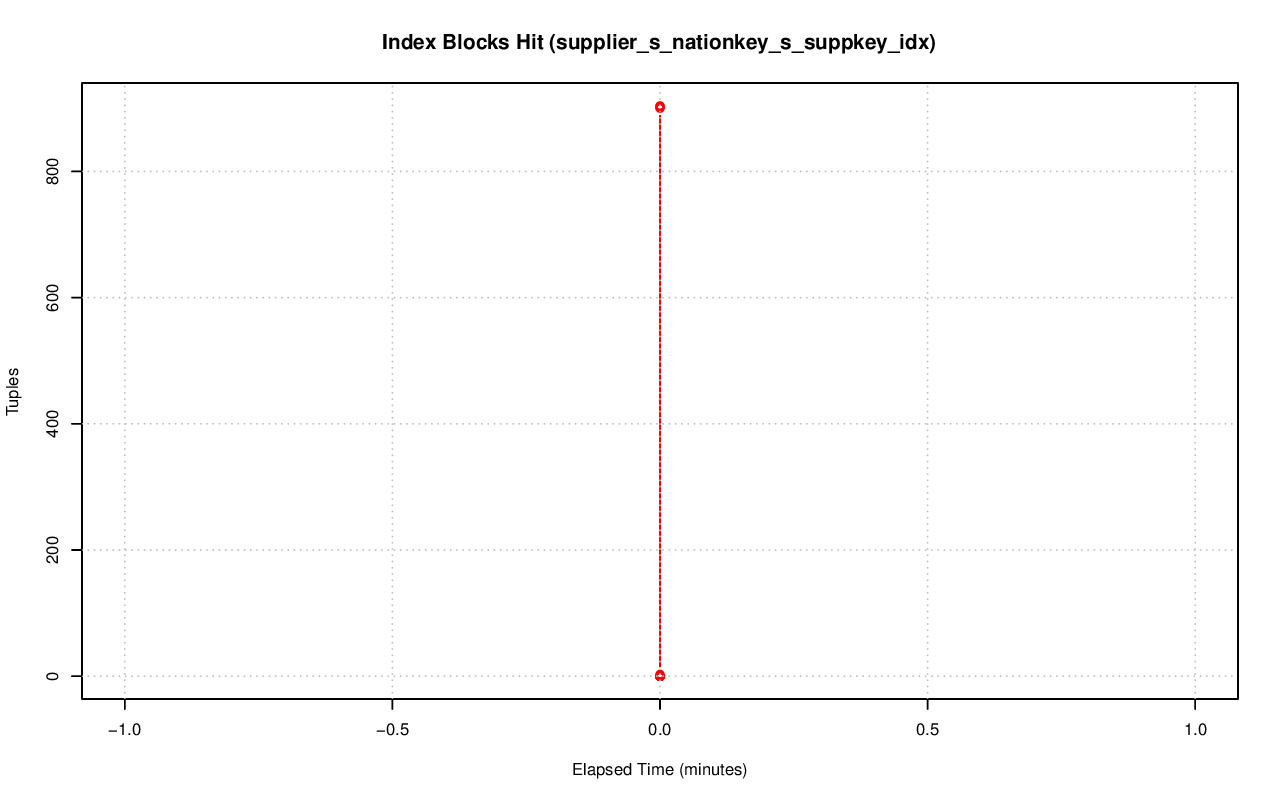 Index Blocks Hit (supplier_s_nationkey_s_suppkey_idx)
Tuples
800
600
400
200
0
−1.0 −0.5 0.0 0.5 1.0
Elapsed Time (minutes)